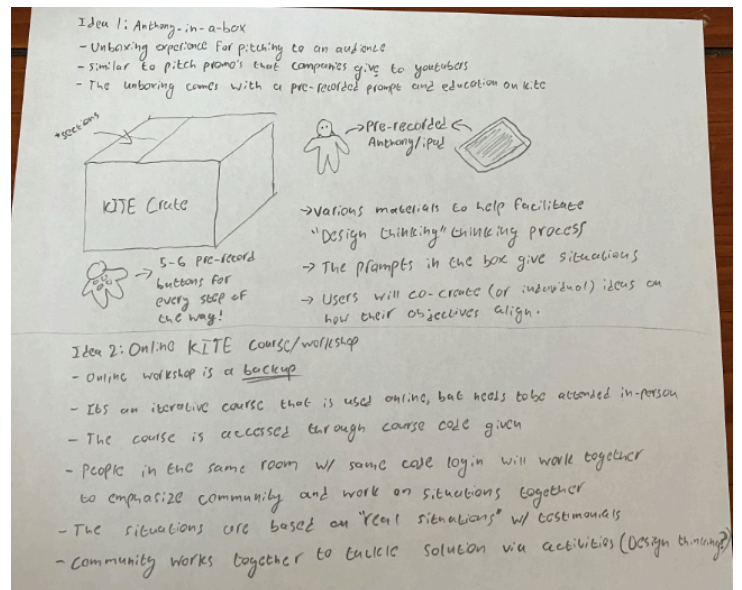 Idea 1: Anthony-in-a-box
- Unboxing experience for pitching to an audience
- similar to pitch promo's that companies give to youtubers
- The unboxing comes with a pre-recorded prompt and education on kite
*sections
KITE Crate
→Pre-recorded ←
Anthony/ipad
→ various materials to help facilitate
"Design thinking" thinking process
→ The prompts in the box give situations
→ Users will co-create (or individual) ideas on
how their objectives align.
→ 5-6 pre-record
buttons for
every step of
the way!
Idea 2: Online KITE course/workshop
- Online workshop is a backup
- Its an iterative course that is used online, but needs to be attended in-person
- The course is accessed through course code given
- People in the same room w/ same code login will work together
to emphasize community and work on situations together
- The situations are based on "real situations" w/ testimonials
- Community works together to tackle solution via activities (Design thinking?)